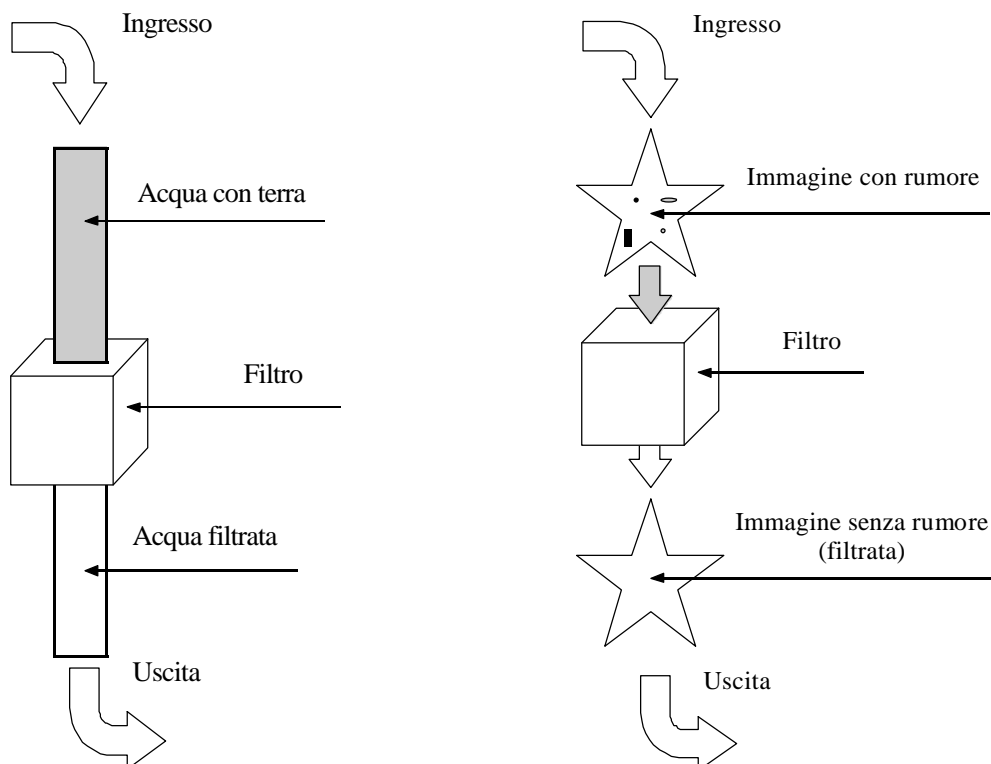 Ingresso
Acqua con terra
Filtro
Acqua filtrata
Uscita
Ingresso
Immagine con rumore
Filtro
Immagine senza rumore
(filtrata)
Uscita